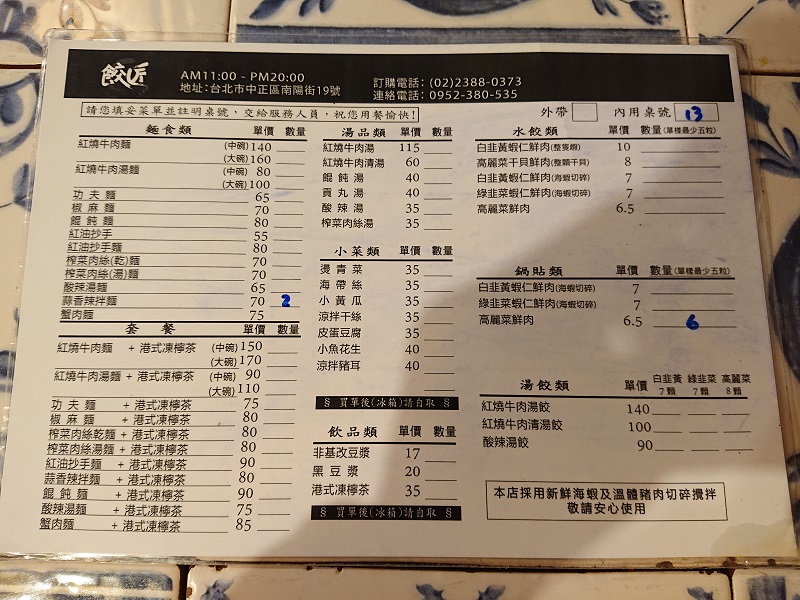 餃匠
AM11:00 - PM20:00
地址:台北市中正區南陽街19號
訂購電話: (02)2388-0373
連絡電話: 0952-380-535
請您填妥菜單並註明桌號,交給服務人員,祝您用餐愉快!
外帶 內用桌號 13
麵食類 單價 數量
紅燒牛肉麵 (中碗) 140
(大碗) 160
紅燒牛肉湯麵 (中碗) 80
(大碗) 100
功夫麵 65
椒麻麵 70
餛飩麵 80
紅油抄手 55
紅油抄手麵 80
榨菜肉絲(乾)麵 70
榨菜肉絲(湯)麵 70
酸辣湯麵 65
蒜香辣拌麵 70 2
蟹肉麵 75
套餐 單價 數量
紅燒牛肉麵 + 港式凍檸茶 (中碗) 150
(大碗) 170
紅燒牛肉湯麵 + 港式凍檸茶 (中碗) 90
(大碗) 110
功夫麵 + 港式凍檸茶 75
椒麻麵 + 港式凍檸茶 80
榨菜肉絲乾麵 + 港式凍檸茶 80
榨菜肉絲湯麵 + 港式凍檸茶 80
紅油抄手麵 + 港式凍檸茶 90
蒜香辣拌麵 + 港式凍檸茶 80
餛飩麵 + 港式凍檸茶 90
酸辣湯麵 + 港式凍檸茶 75
蟹肉麵 + 港式凍檸茶 85
湯品類 單價 數量
紅燒牛肉湯 115
紅燒牛肉清湯 60
餛飩湯 40
貢丸湯 40
酸辣湯 35
榨菜肉絲湯 35
小菜類 單價 數量
燙青菜 35
海帶絲 35
小黃瓜 35
涼拌干絲 35
皮蛋豆腐 35
小魚花生 40
涼拌豬耳 40
§ 買單後(冰箱)請自取 §
飲品類 單價 數量
非基改豆漿 17
黑豆漿 20
港式凍檸茶 35
§ 買單後(冰箱)請自取 §
水餃類 單價 數量(單樣最少五粒)
白韭黃蝦仁鮮肉(整隻蝦) 10
高麗菜干貝鮮肉(整顆干貝) 8
白韭黃蝦仁鮮肉(海蝦切碎) 7
綠韭菜蝦仁鮮肉(海蝦切碎) 7
高麗菜鮮肉 6.5
鍋貼類 單價 數量(單樣最少五粒)
白韭黃蝦仁鮮肉(海蝦切碎) 7
綠韭菜蝦仁鮮肉(海蝦切碎) 7
高麗菜鮮肉 6.5 6
湯餃類 單價 白韭黃 7顆 綠韭菜 7顆 高麗菜 8顆
紅燒牛肉湯餃 140
紅燒牛肉清湯餃 100
酸辣湯餃 90
本店採用新鮮海蝦及溫體豬肉切碎攪拌
敬請安心使用